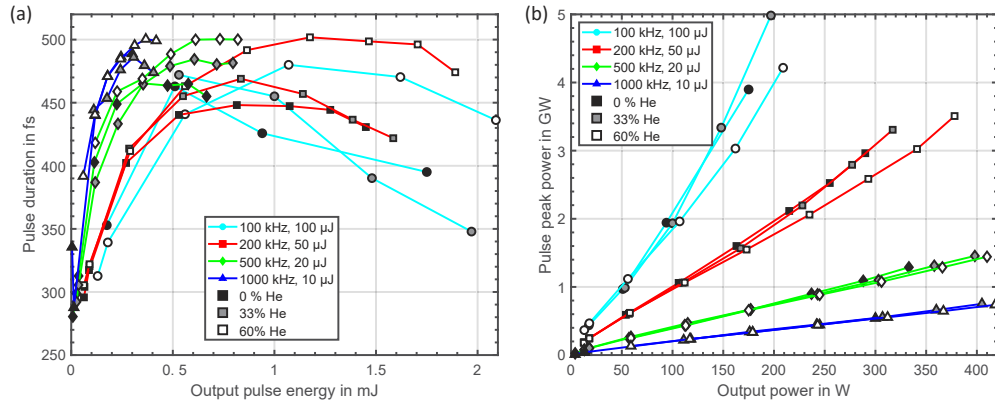 (a)
Pulse duration in fs
550
500
450
400
350
300
250
0
0.5
1
1.5
2
Output pulse energy in mJ
100 kHz, 100 µJ
200 kHz, 50 µJ
500 kHz, 20 µJ
1000 kHz, 10 µJ
0 % He
33% He
60% He
(b)
Pulse peak power in GW
5
4
3
2
1
0
0
50
100
150
200
250
300
350
400
Output power in W
100 kHz, 100 µJ
200 kHz, 50 µJ
500 kHz, 20 µJ
1000 kHz, 10 µJ
0 % He
33% He
60% He